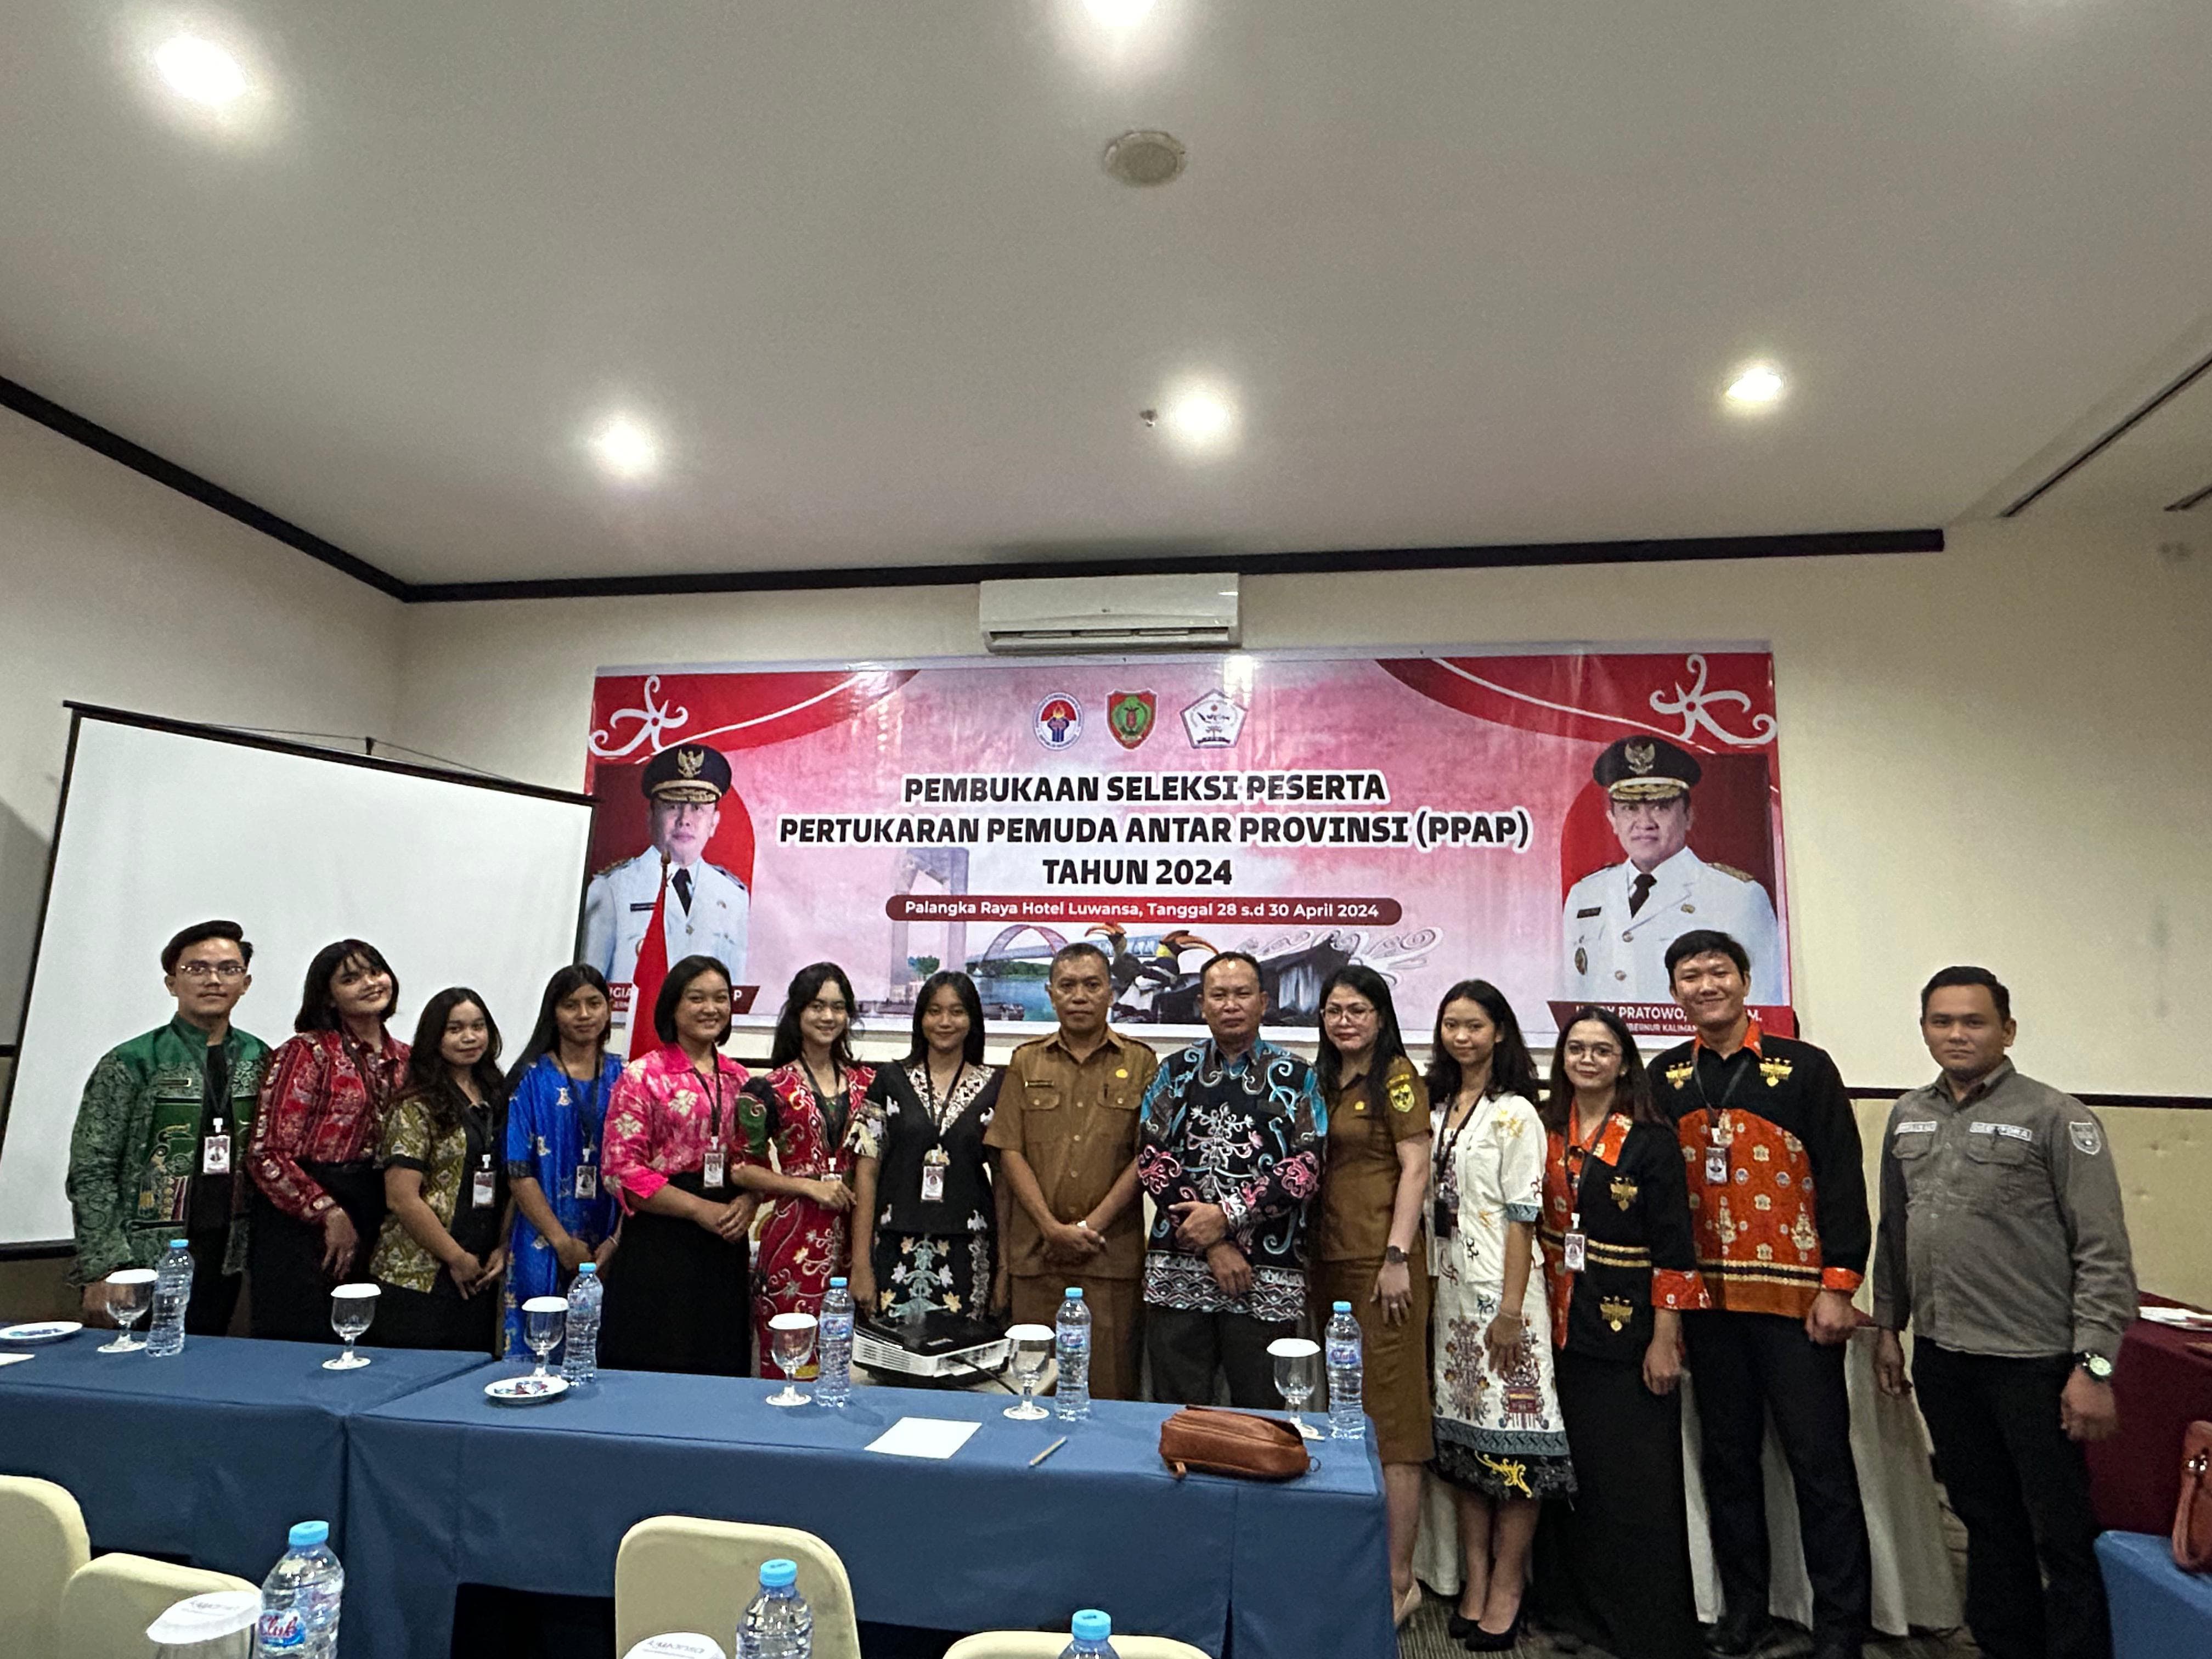 PEMBUKAAN SELEKSI PESERTA
PERTUKARAN PEMUDA ANTAR PROVINSI (PPAP)
TAHUN 2024
Palangka Raya Hotel Luwansa, Tanggal 28 s.d 30 April 2024
PRATOWO,
Club